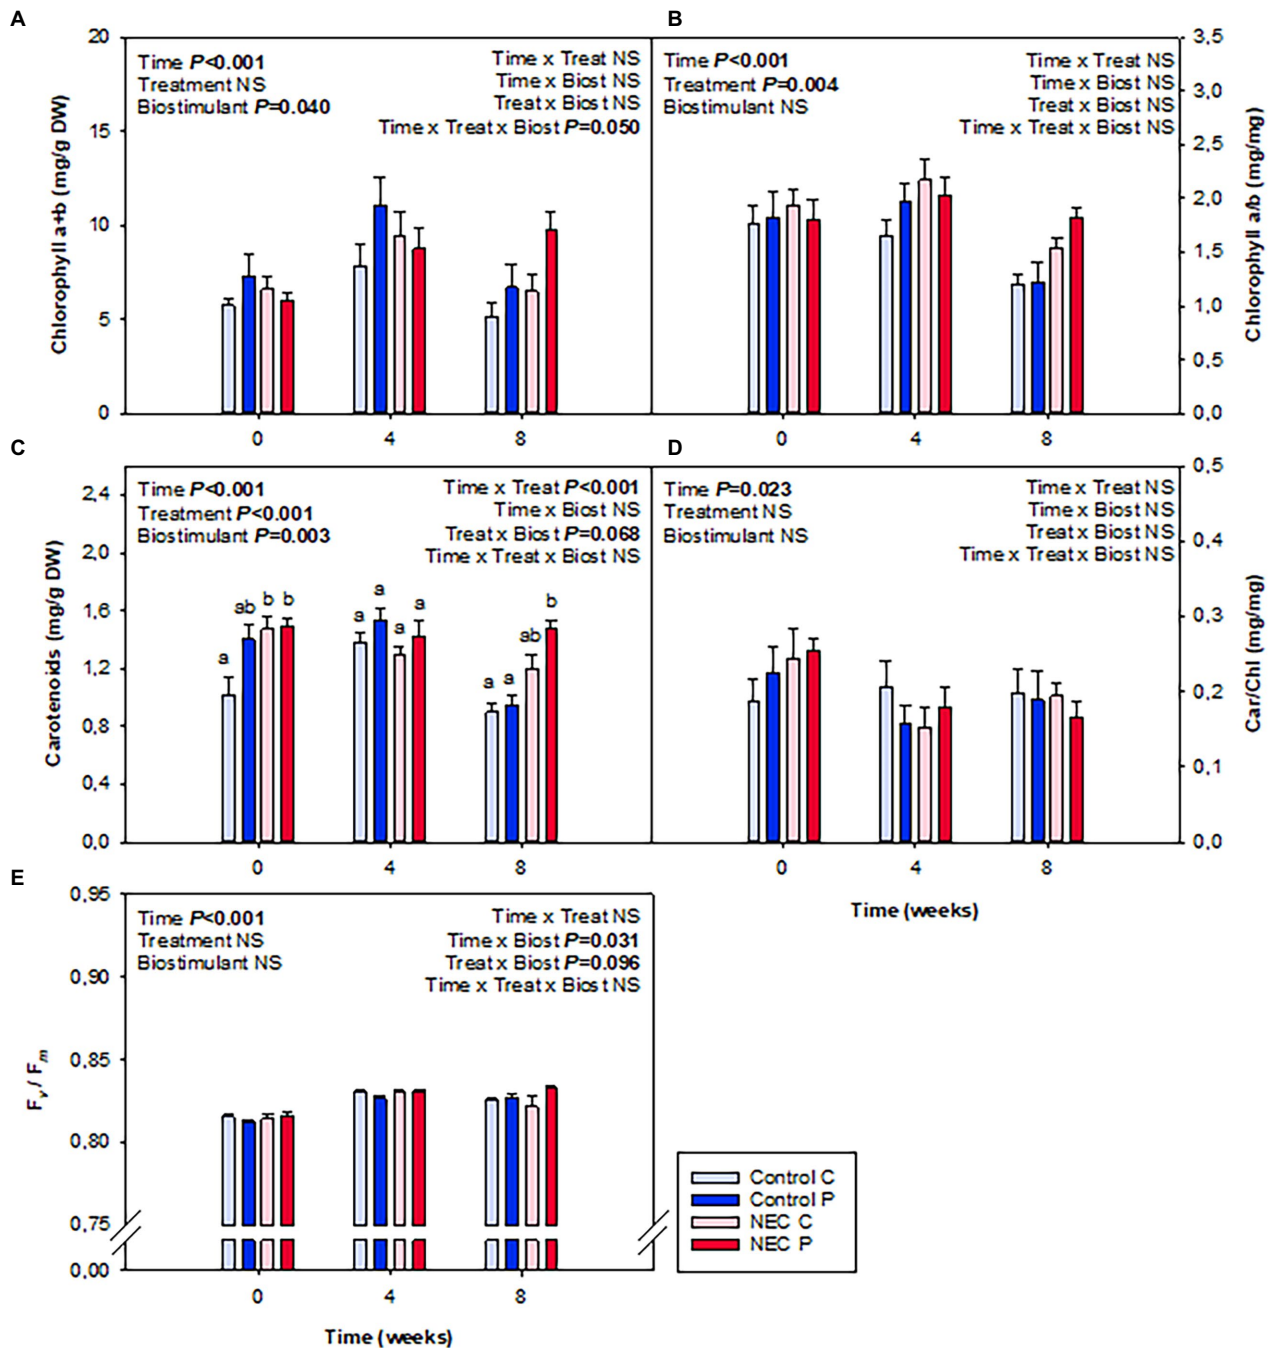 A
B
20
15
10
5
0
Chlorophyll a+b (mg/g DW)
Time P<0.001
Treatment NS
Biostimulant P=0.040
Time x Treat NS
Time x Biost NS
Treat x Biost NS
Time x Treat x Biost P=0.050
0 4 8
Time P<0.001
Treatment P=0.004
Biostimulant NS
Time x Treat NS
Time x Biost NS
Treat x Biost NS
Time x Treat x Biost NS
3,5
3,0
2,5
2,0
1,5
1,0
0,5
0,0
Chlorophyll a/b (mg/mg)
0 4 8
C
D
2,4
2,0
1,6
1,2
0,8
0,4
0,0
Carotenoids (mg/g DW)
Time P<0.001
Treatment P<0.001
Biostimulant P=0.003
Time x Treat P<0.001
Time x Biost NS
Treat x Biost P=0.068
Time x Treat x Biost NS
a ab b b
a a a a
a a ab b
0 4 8
Time P=0.023
Treatment NS
Biostimulant NS
Time x Treat NS
Time x Biost NS
Treat x Biost NS
Time x Treat x Biost NS
0,5
0,4
0,3
0,2
0,1
0,0
Car/Chl (mg/mg)
0 4 8
Time (weeks)
E
0,95
0,90
0,85
0,80
0,75
0,00
Fv / Fm
Time P<0.001
Treatment NS
Biostimulant NS
Time x Treat NS
Time x Biost P=0.031
Treat x Biost P=0.096
Time x Treat x Biost NS
0 4 8
Time (weeks)
Control C
Control P
NEC C
NEC P